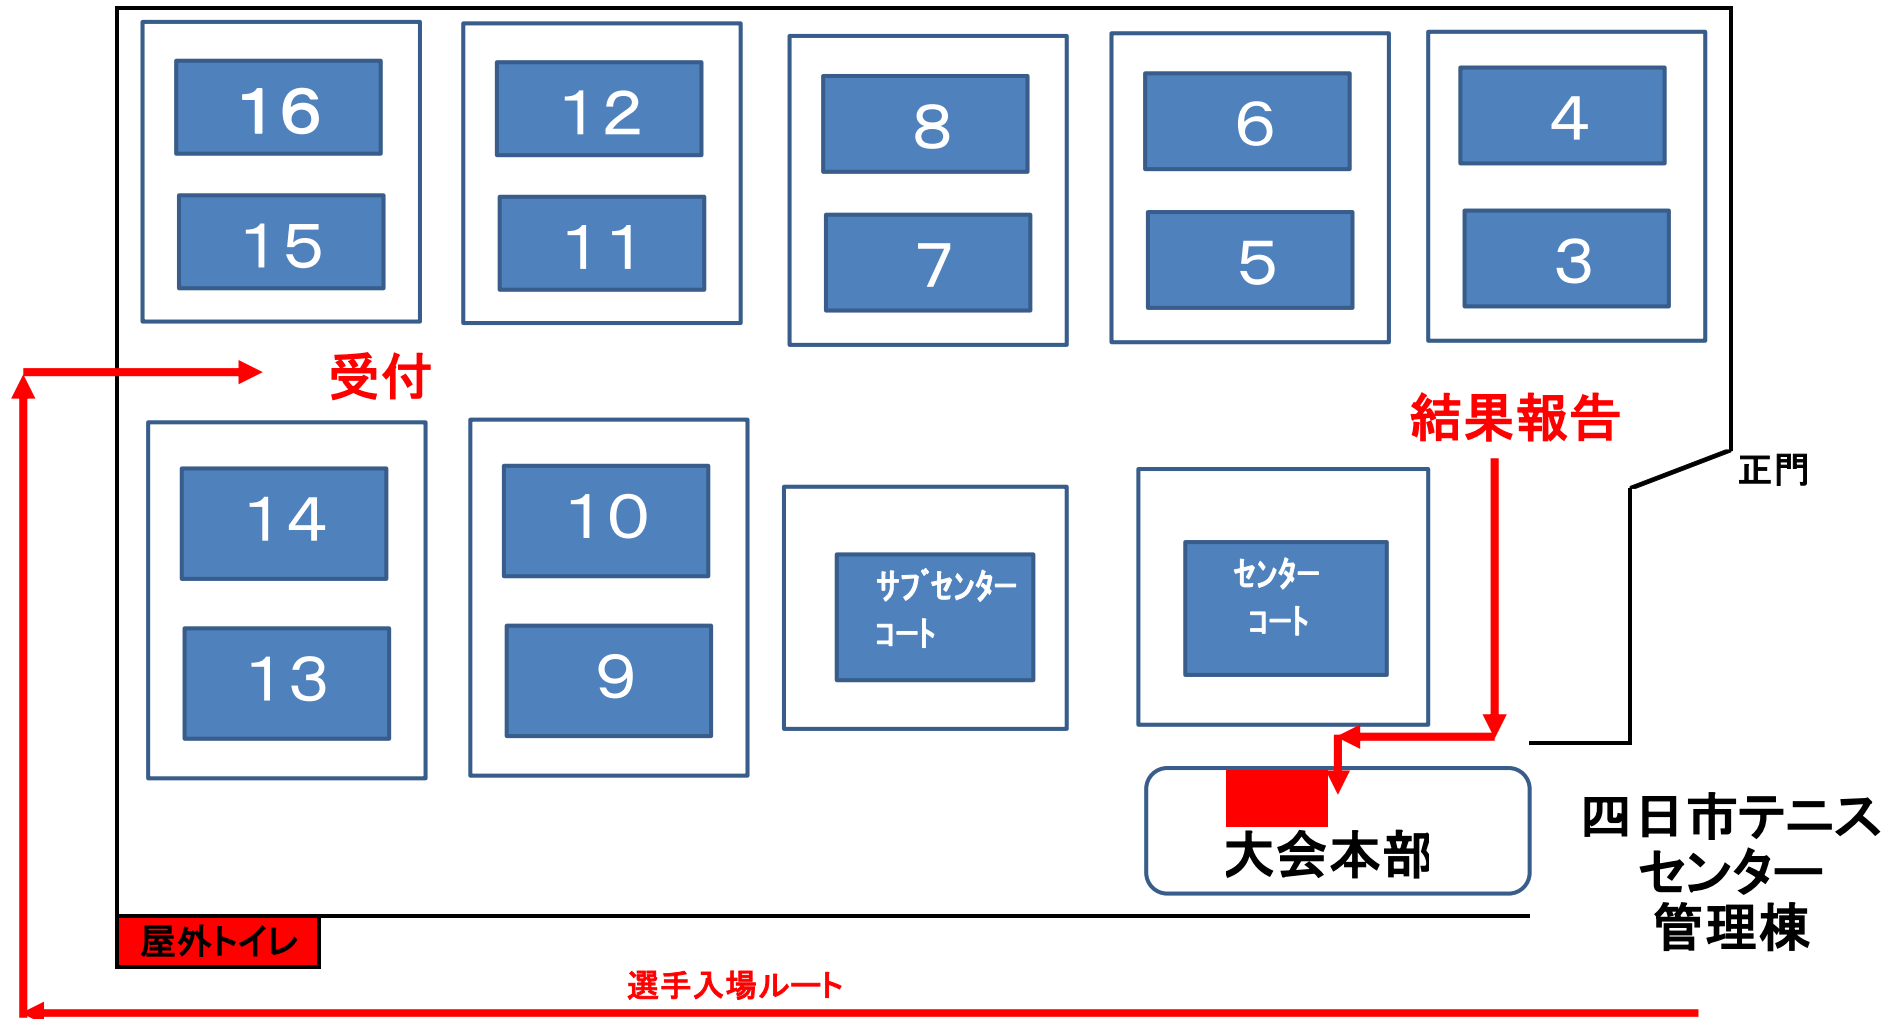 １６
１２
８
６
４
１５
１１
７
５
３
受付
結果報告
正門
１４
１０
ｻﾌﾞｾﾝﾀｰ
ｺｰﾄ
ｾﾝﾀｰ
ｺｰﾄ
１３
９
大会本部
四日市テニス
センター
管理棟
屋外トイレ
選手入場ルート